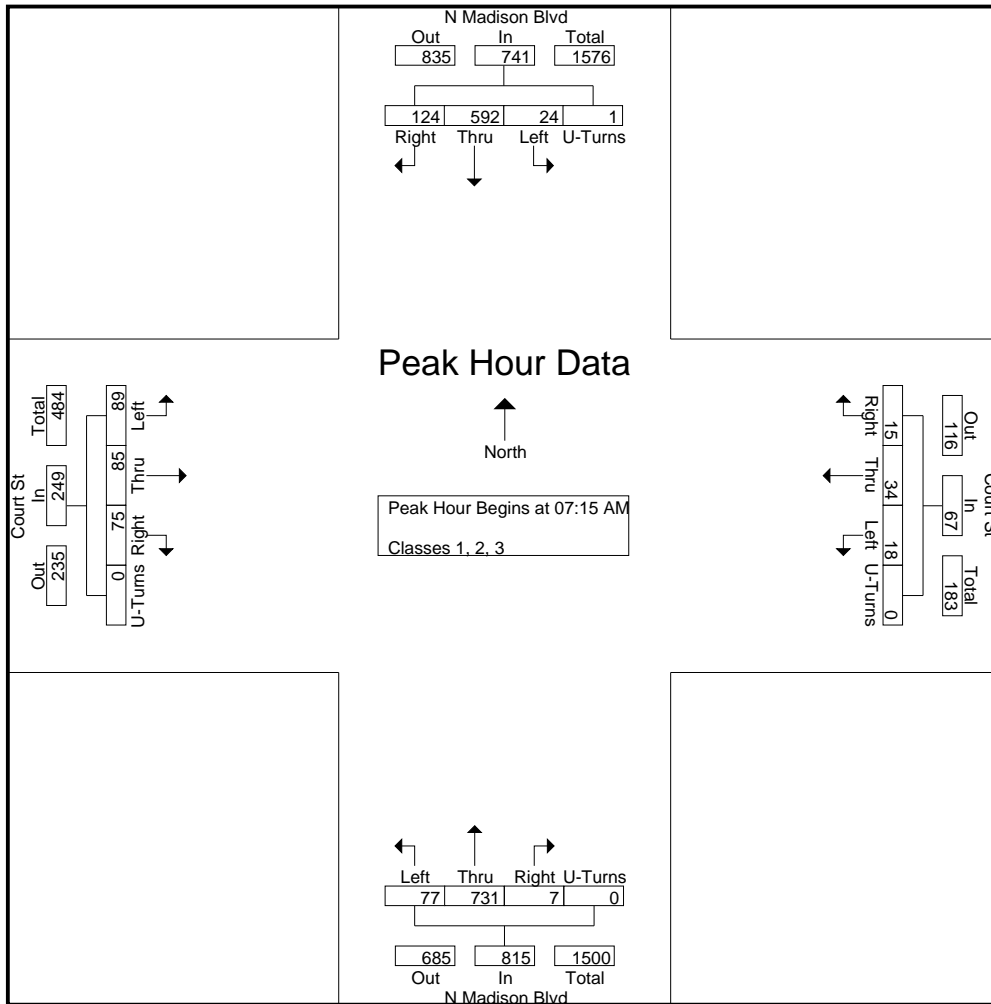 N Madison Blvd
Out In Total
835 741 1576
124 592 24 1
Right Thru Left U-Turns
Peak Hour Data
North
Peak Hour Begins at 07:15 AM
Classes 1, 2, 3
Court St
Total In Out
484 249 235
89 85 75 0
Left Thru Right U-Turns
Court St
Out In Total
116 67 183
15 34 18 0
Right Thru Left U-Turns
Left Thru Right U-Turns
77 731 7 0
685 815 1500
Out In Total
N Madison Blvd